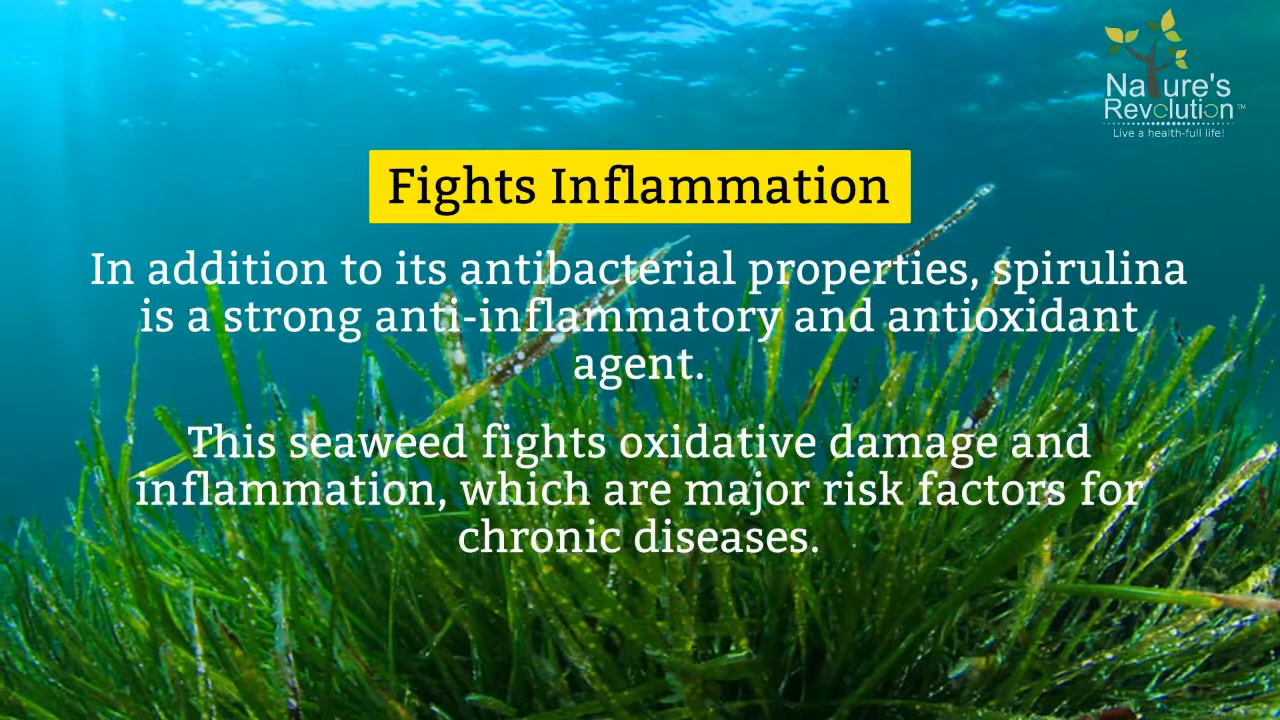 Nature's
Revolution™
Live a health-full life!
Fights Inflammation
In addition to its antibacterial properties, spirulina
is a strong anti-inflammatory and antioxidant
agent.
This seaweed fights oxidative damage and
inflammation, which are major risk factors for
chronic diseases.